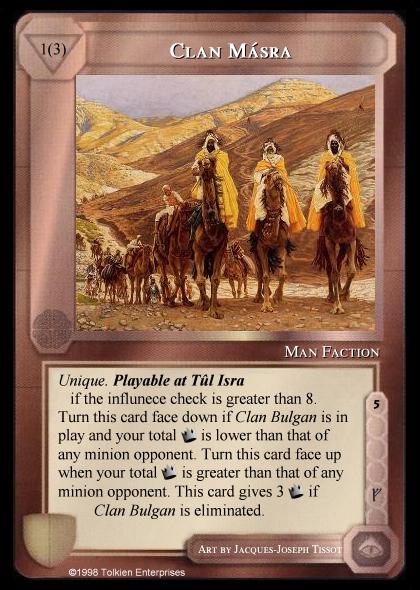 1(3)
CLAN MÁSRA
MAN FACTION
Unique. Playable at Tûl Isra
if the influnece check is greater than 8.
Turn this card face down if Clan Bulgan is in
play and your total is lower than that of
any minion opponent. Turn this card face up
when your total is greater than that of any
minion opponent. This card gives 3 if
Clan Bulgan is eliminated.
5
ART BY JACQUES-JOSEPH TISSOT
©1998 Tolkien Enterprises